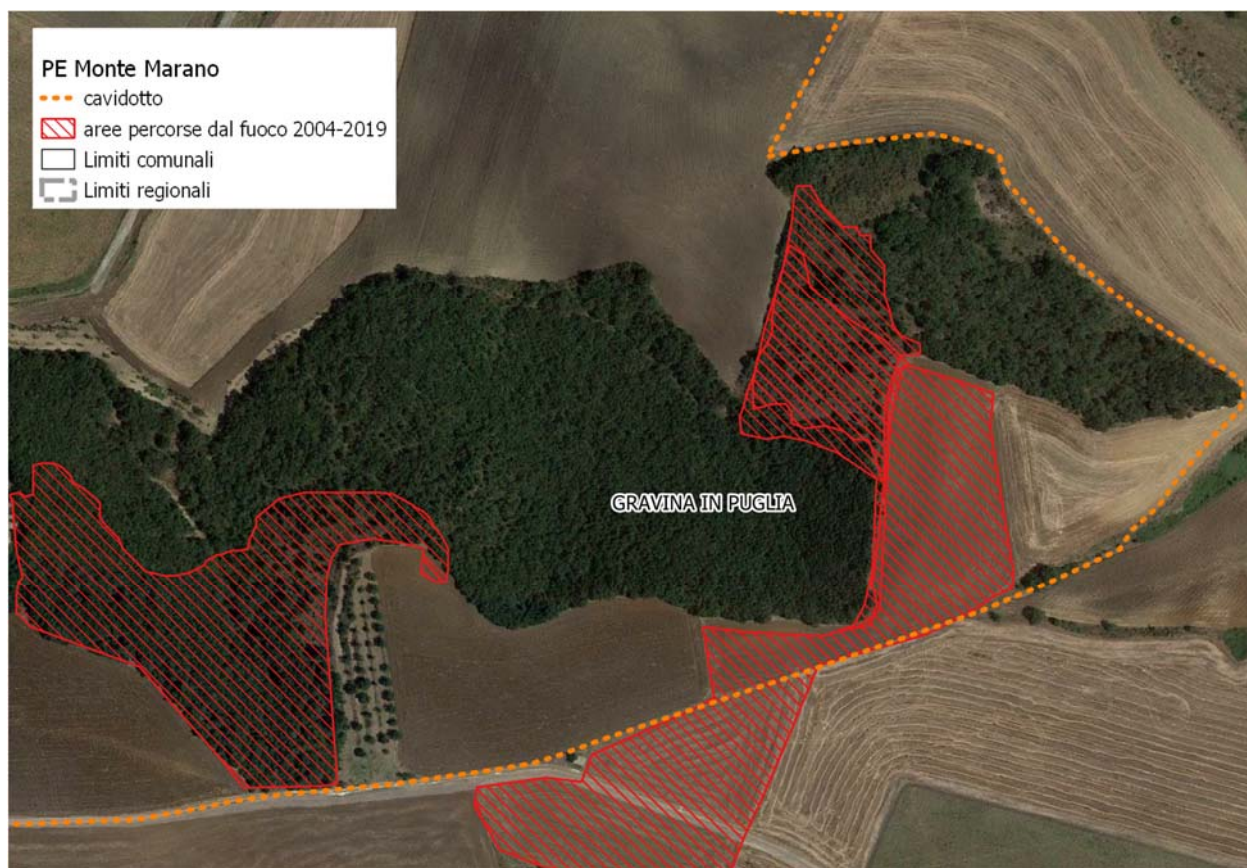 PE Monte Marano
cavidotto
aree percorse dal fuoco 2004-2019
Limiti comunali
Limiti regionali
GRAVINA IN PUGLIA